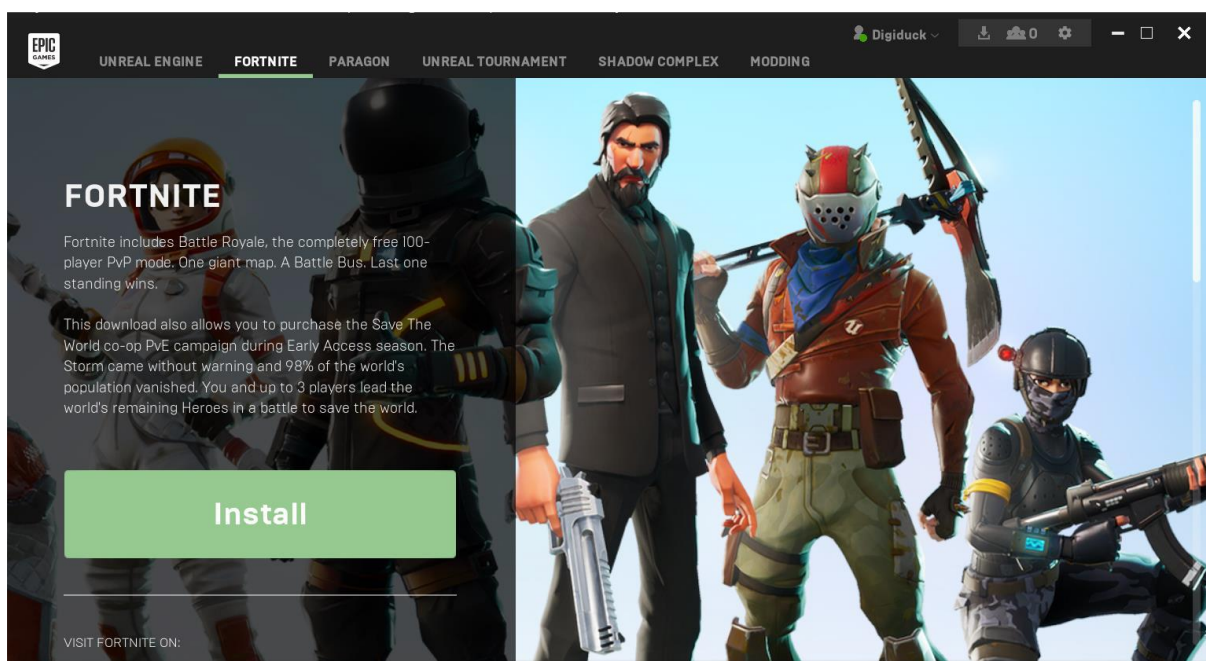 EPIC
GAMES
Digiduck
0
UNREAL ENGINE FORTNITE PARAGON UNREAL TOURNAMENT SHADOW COMPLEX MODDING
FORTNITE
Fortnite includes Battle Royale, the completely free 100-
player PvP mode. One giant map. A Battle Bus. Last one
standing wins.
This download also allows you to purchase the Save The
World co-op PvE campaign during Early Access season. The
Storm came without warning and 98% of the world's
population vanished. You and up to 3 players lead the
world's remaining Heroes in a battle to save the world.
Install
VISIT FORTNITE ON: